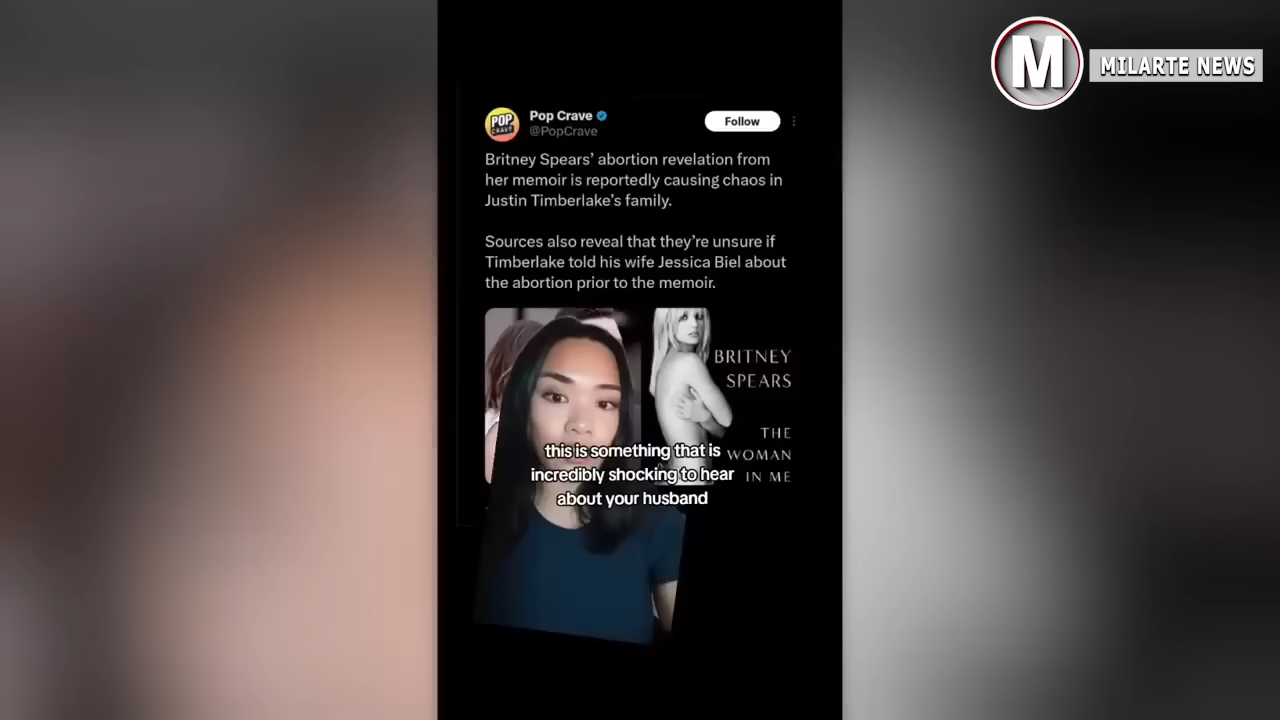 M
MILARTE NEWS
POP
CRAVE
Pop Crave
@PopCrave
Follow
Britney Spears’ abortion revelation from
her memoir is reportedly causing chaos in
Justin Timberlake’s family.
Sources also reveal that they’re unsure if
Timberlake told his wife Jessica Biel about
the abortion prior to the memoir.
BRITNEY
SPEARS
THE
WOMAN
IN ME
this is something that is
incredibly shocking to hear
about your husband